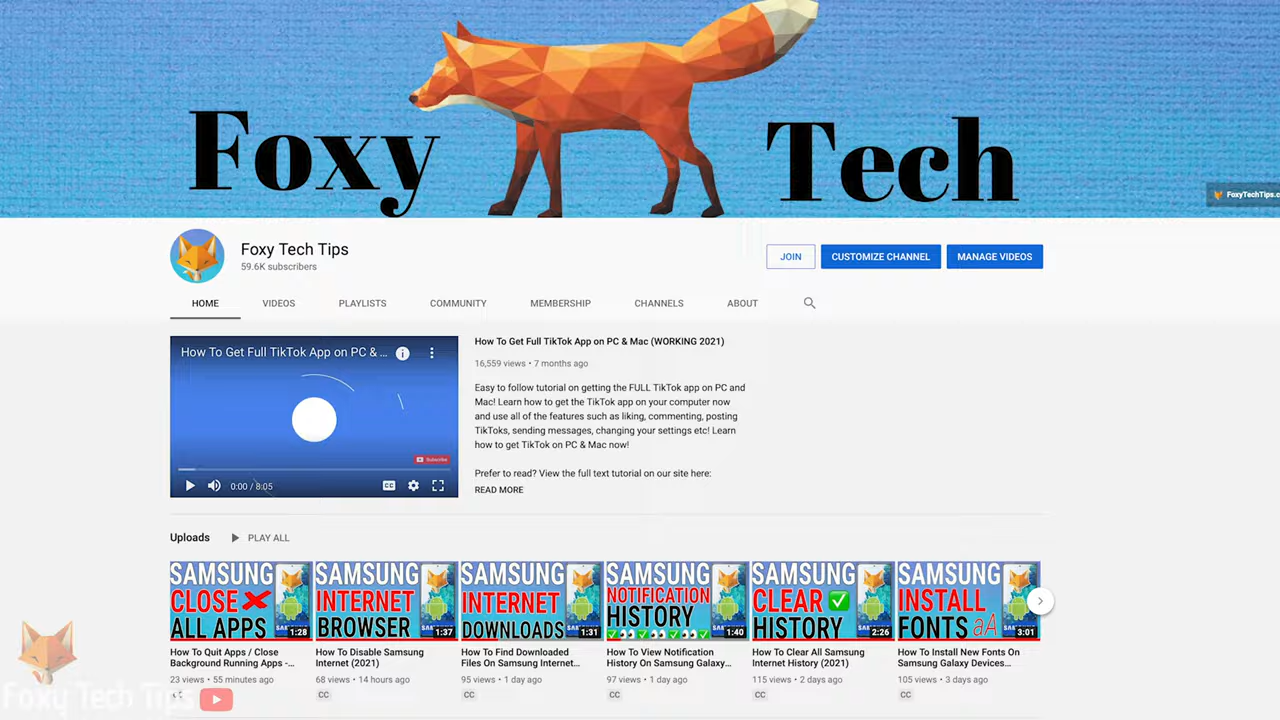 Foxy Tech
FoxyTechTips.c
Foxy Tech Tips
59.6K subscribers
JOIN
CUSTOMIZE CHANNEL
MANAGE VIDEOS
HOME
VIDEOS
PLAYLISTS
COMMUNITY
MEMBERSHIP
CHANNELS
ABOUT
How To Get Full TikTok App on PC & ...
Subscribe
0:00 / 8:05
CC
How To Get Full TikTok App on PC & Mac (WORKING 2021)
16,559 views • 7 months ago
Easy to follow tutorial on getting the FULL TikTok app on PC and
Mac! Learn how to get the TikTok app on your computer now
and use all of the features such as liking, commenting, posting
TikToks, sending messages, changing your settings etc! Learn
how to get TikTok on PC & Mac now!
Prefer to read? View the full text tutorial on our site here:
READ MORE
Uploads
PLAY ALL
SAMSUNG
CLOSE
ALL APPS
1:28
How To Quit Apps / Close
Background Running Apps -...
23 views • 55 minutes ago
CC
SAMSUNG
INTERNET
BROWSER
1:37
How To Disable Samsung
Internet (2021)
68 views • 14 hours ago
CC
SAMSUNG
INTERNET
DOWNLOADS
1:31
How To Find Downloaded
Files On Samsung Internet...
95 views • 1 day ago
CC
SAMSUNG
NOTIFICATION
HISTORY
1:40
How To View Notification
History On Samsung Galaxy...
97 views • 1 day ago
CC
SAMSUNG
CLEAR
HISTORY
2:26
How To Clear All Samsung
Internet History (2021)
115 views • 2 days ago
CC
SAMSUNG
INSTALL
FONTS aA
3:01
How To Install New Fonts On
Samsung Galaxy Devices...
105 views • 3 days ago
CC
Foxy Tech Tips